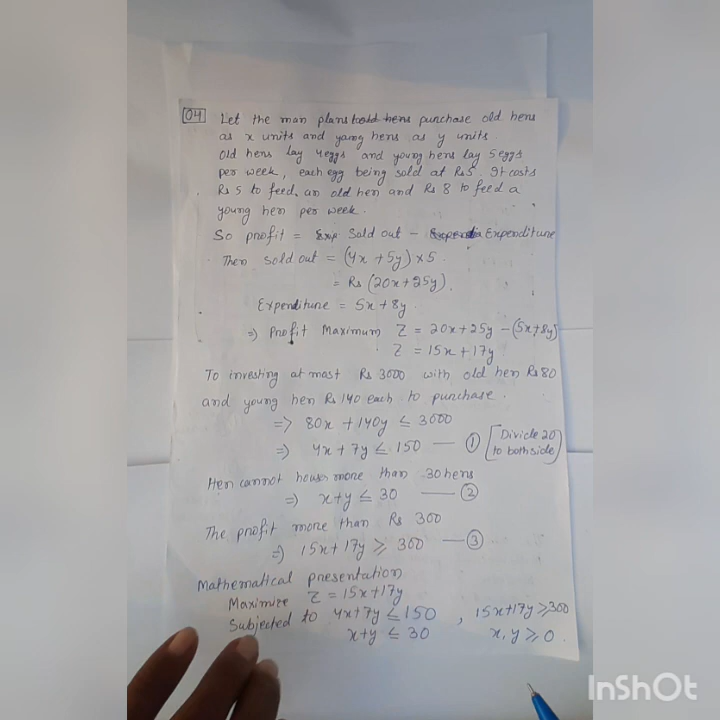 04 Let the man plans to old hens purchase old hens
as x units and yang hens as y units.
Old hens lay 4eggs and young hens lay 5eggs
per week, each egg being sold at Rs5. It costs
Rs 5 to feed an old hen and Rs 8 to feed a
young hen per week.
So profit = Exp Sold out - Expendia Expenditure
Then sold out = (4x + 5y) × 5.
= Rs (20x + 25y).
Expenditure = 5x + 8y.
⇒ Profit Maximum Z = 20x + 25y - (5x + 8y)
Z = 15x + 17y
To investing at most Rs 3000 with old hen Rs 80
and young hen Rs 140 each to punchase.
⇒ 80x + 140y ≤ 3000
⇒ 4x + 7y ≤ 150 — ① [Divide 20 to both side]
Hen cannot house more than 30 hens
⇒ x+y ≤ 30 — ②
The profit more than Rs 300
⇒ 15x + 17y ≥ 300 — ③
Mathematical presentation
Maximize Z = 15x + 17y
Subjected to 4x + 7y ≤ 150 , 15x + 17y ≥ 300
x+y ≤ 30 x, y ≥ 0.
InShOt